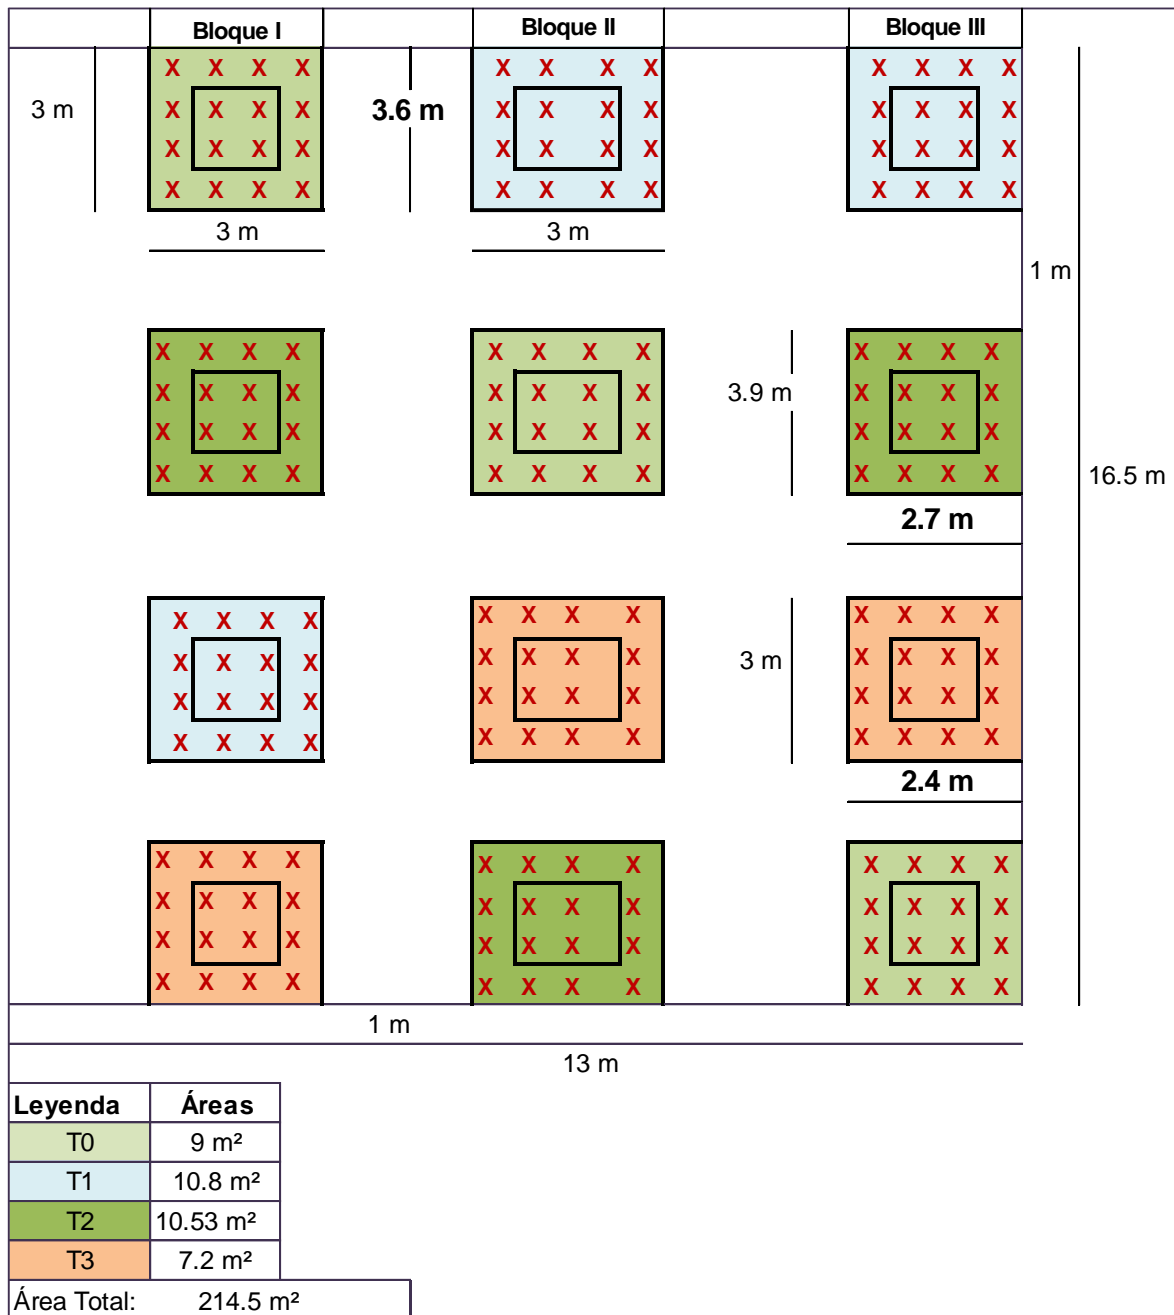 Bloque I Bloque II Bloque III
X X X X X X X X X X X X
3 m X X X X 3.6 m X X X X X X X X
X X X X X X X X X X X X
X X X X X X X X X X X X
3 m 3 m
1 m
X X X X X X X X X X X X
X X X X X X X X 3.9 m X X X X
X X X X X X X X X X X X
X X X X X X X X X X X X
16.5 m
2.7 m
X X X X X X X X X X X X
X X X X X X X X 3 m X X X X
X X X X X X X X X X X X
X X X X X X X X X X X X
2.4 m
X X X X X X X X X X X X
X X X X X X X X X X X X
X X X X X X X X X X X X
X X X X X X X X X X X X
1 m
13 m
Leyenda Áreas
T0 9 m²
T1 10.8 m²
T2 10.53 m²
T3 7.2 m²
Área Total: 214.5 m²